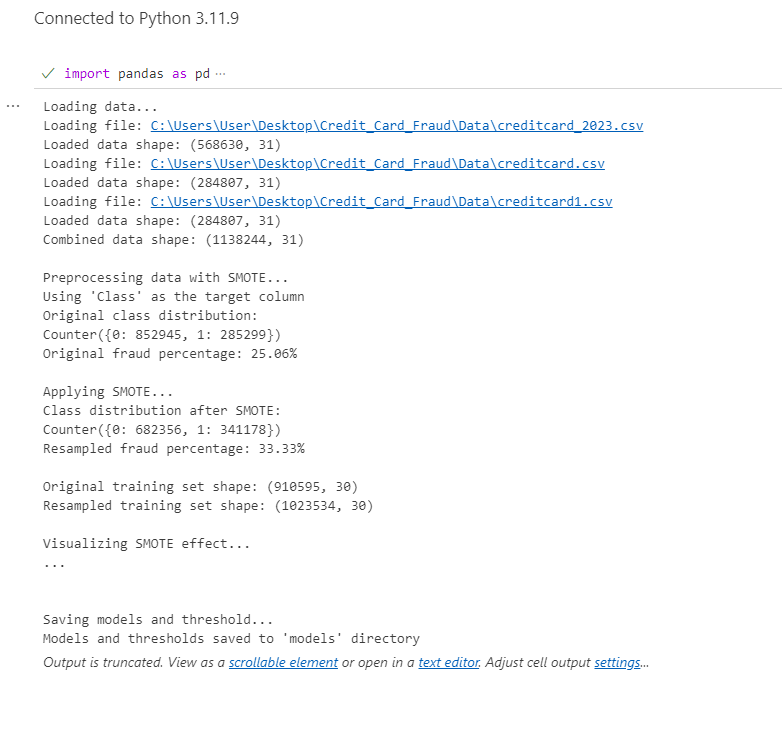 Connected to Python 3.11.9
import pandas as pd ...
Loading data...
Loading file: C:\Users\User\Desktop\Credit_Card_Fraud\Data\creditcard_2023.csv
Loaded data shape: (568630, 31)
Loading file: C:\Users\User\Desktop\Credit_Card_Fraud\Data\creditcard.csv
Loaded data shape: (284807, 31)
Loading file: C:\Users\User\Desktop\Credit_Card_Fraud\Data\creditcard1.csv
Loaded data shape: (284807, 31)
Combined data shape: (1138244, 31)
Preprocessing data with SMOTE...
Using 'Class' as the target column
Original class distribution:
Counter({0: 852945, 1: 285299})
Original fraud percentage: 25.06%
Applying SMOTE...
Class distribution after SMOTE:
Counter({0: 682356, 1: 341178})
Resampled fraud percentage: 33.33%
Original training set shape: (910595, 30)
Resampled training set shape: (1023534, 30)
Visualizing SMOTE effect...
...
Saving models and threshold...
Models and thresholds saved to 'models' directory
Output is truncated. View as a scrollable element or open in a text editor. Adjust cell output settings...